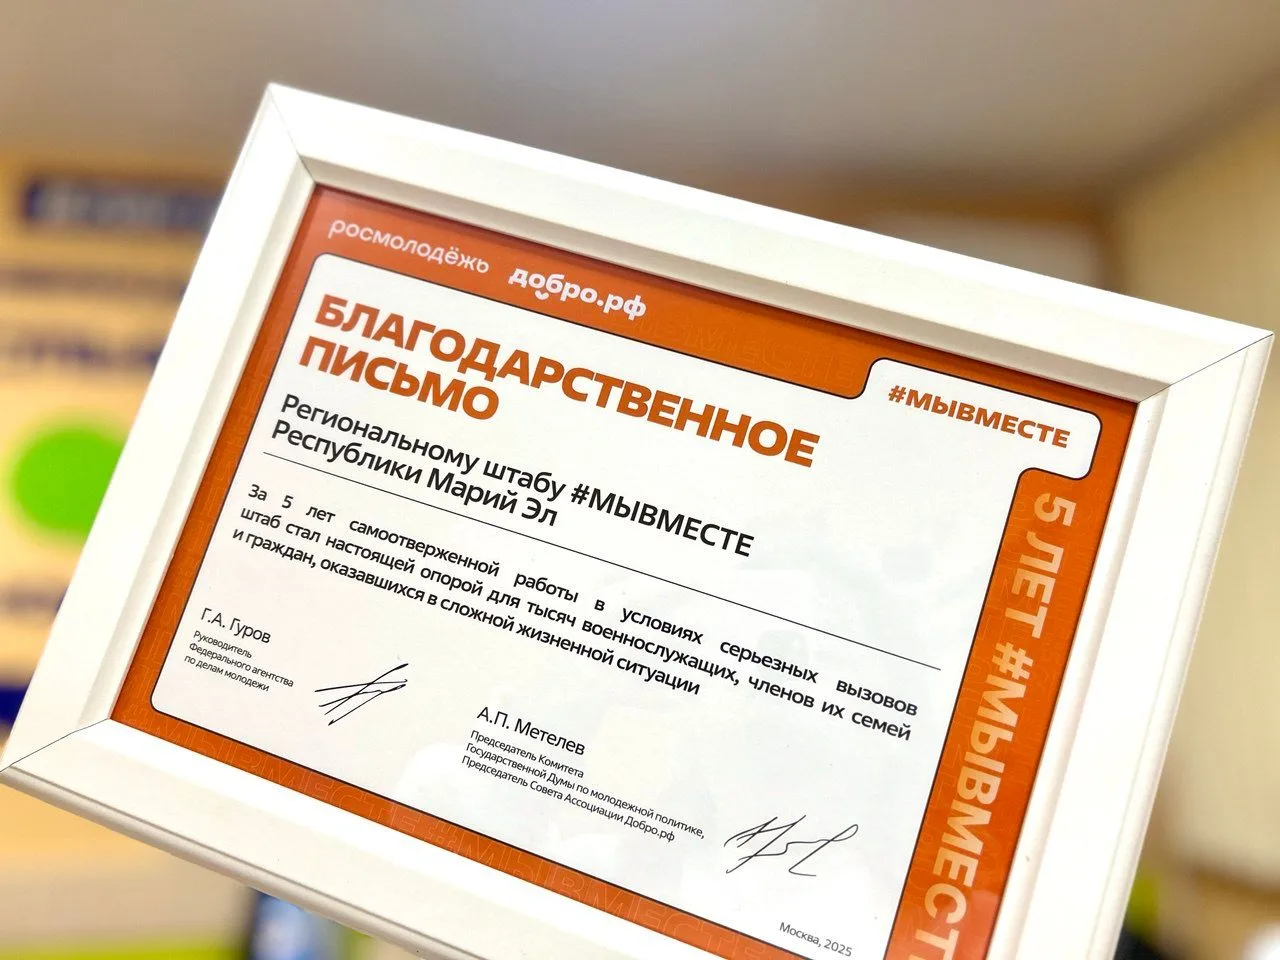 росмолодёжь
добро.рф
БЛАГОДАРСТВЕННОЕ
ПИСЬМО
#МЫВМЕСТЕ
Региональному штабу #МЫВМЕСТЕ
Республики Марий Эл
За 5 лет самоотверженной работы в условиях серьезных вызовов
штаб стал настоящей опорой для тысяч военнослужащих, членов их семей
и граждан, оказавшихся в сложной жизненной ситуации
Г.А. Гуров
Руководитель
Федерального агентства
по делам молодежи
А.П. Метелев
Председатель Комитета
Государственной Думы по молодежной политике,
Председатель Совета Ассоциации Добро.рф
Москва, 2025
5 ЛЕТ #МЫВМЕСТ